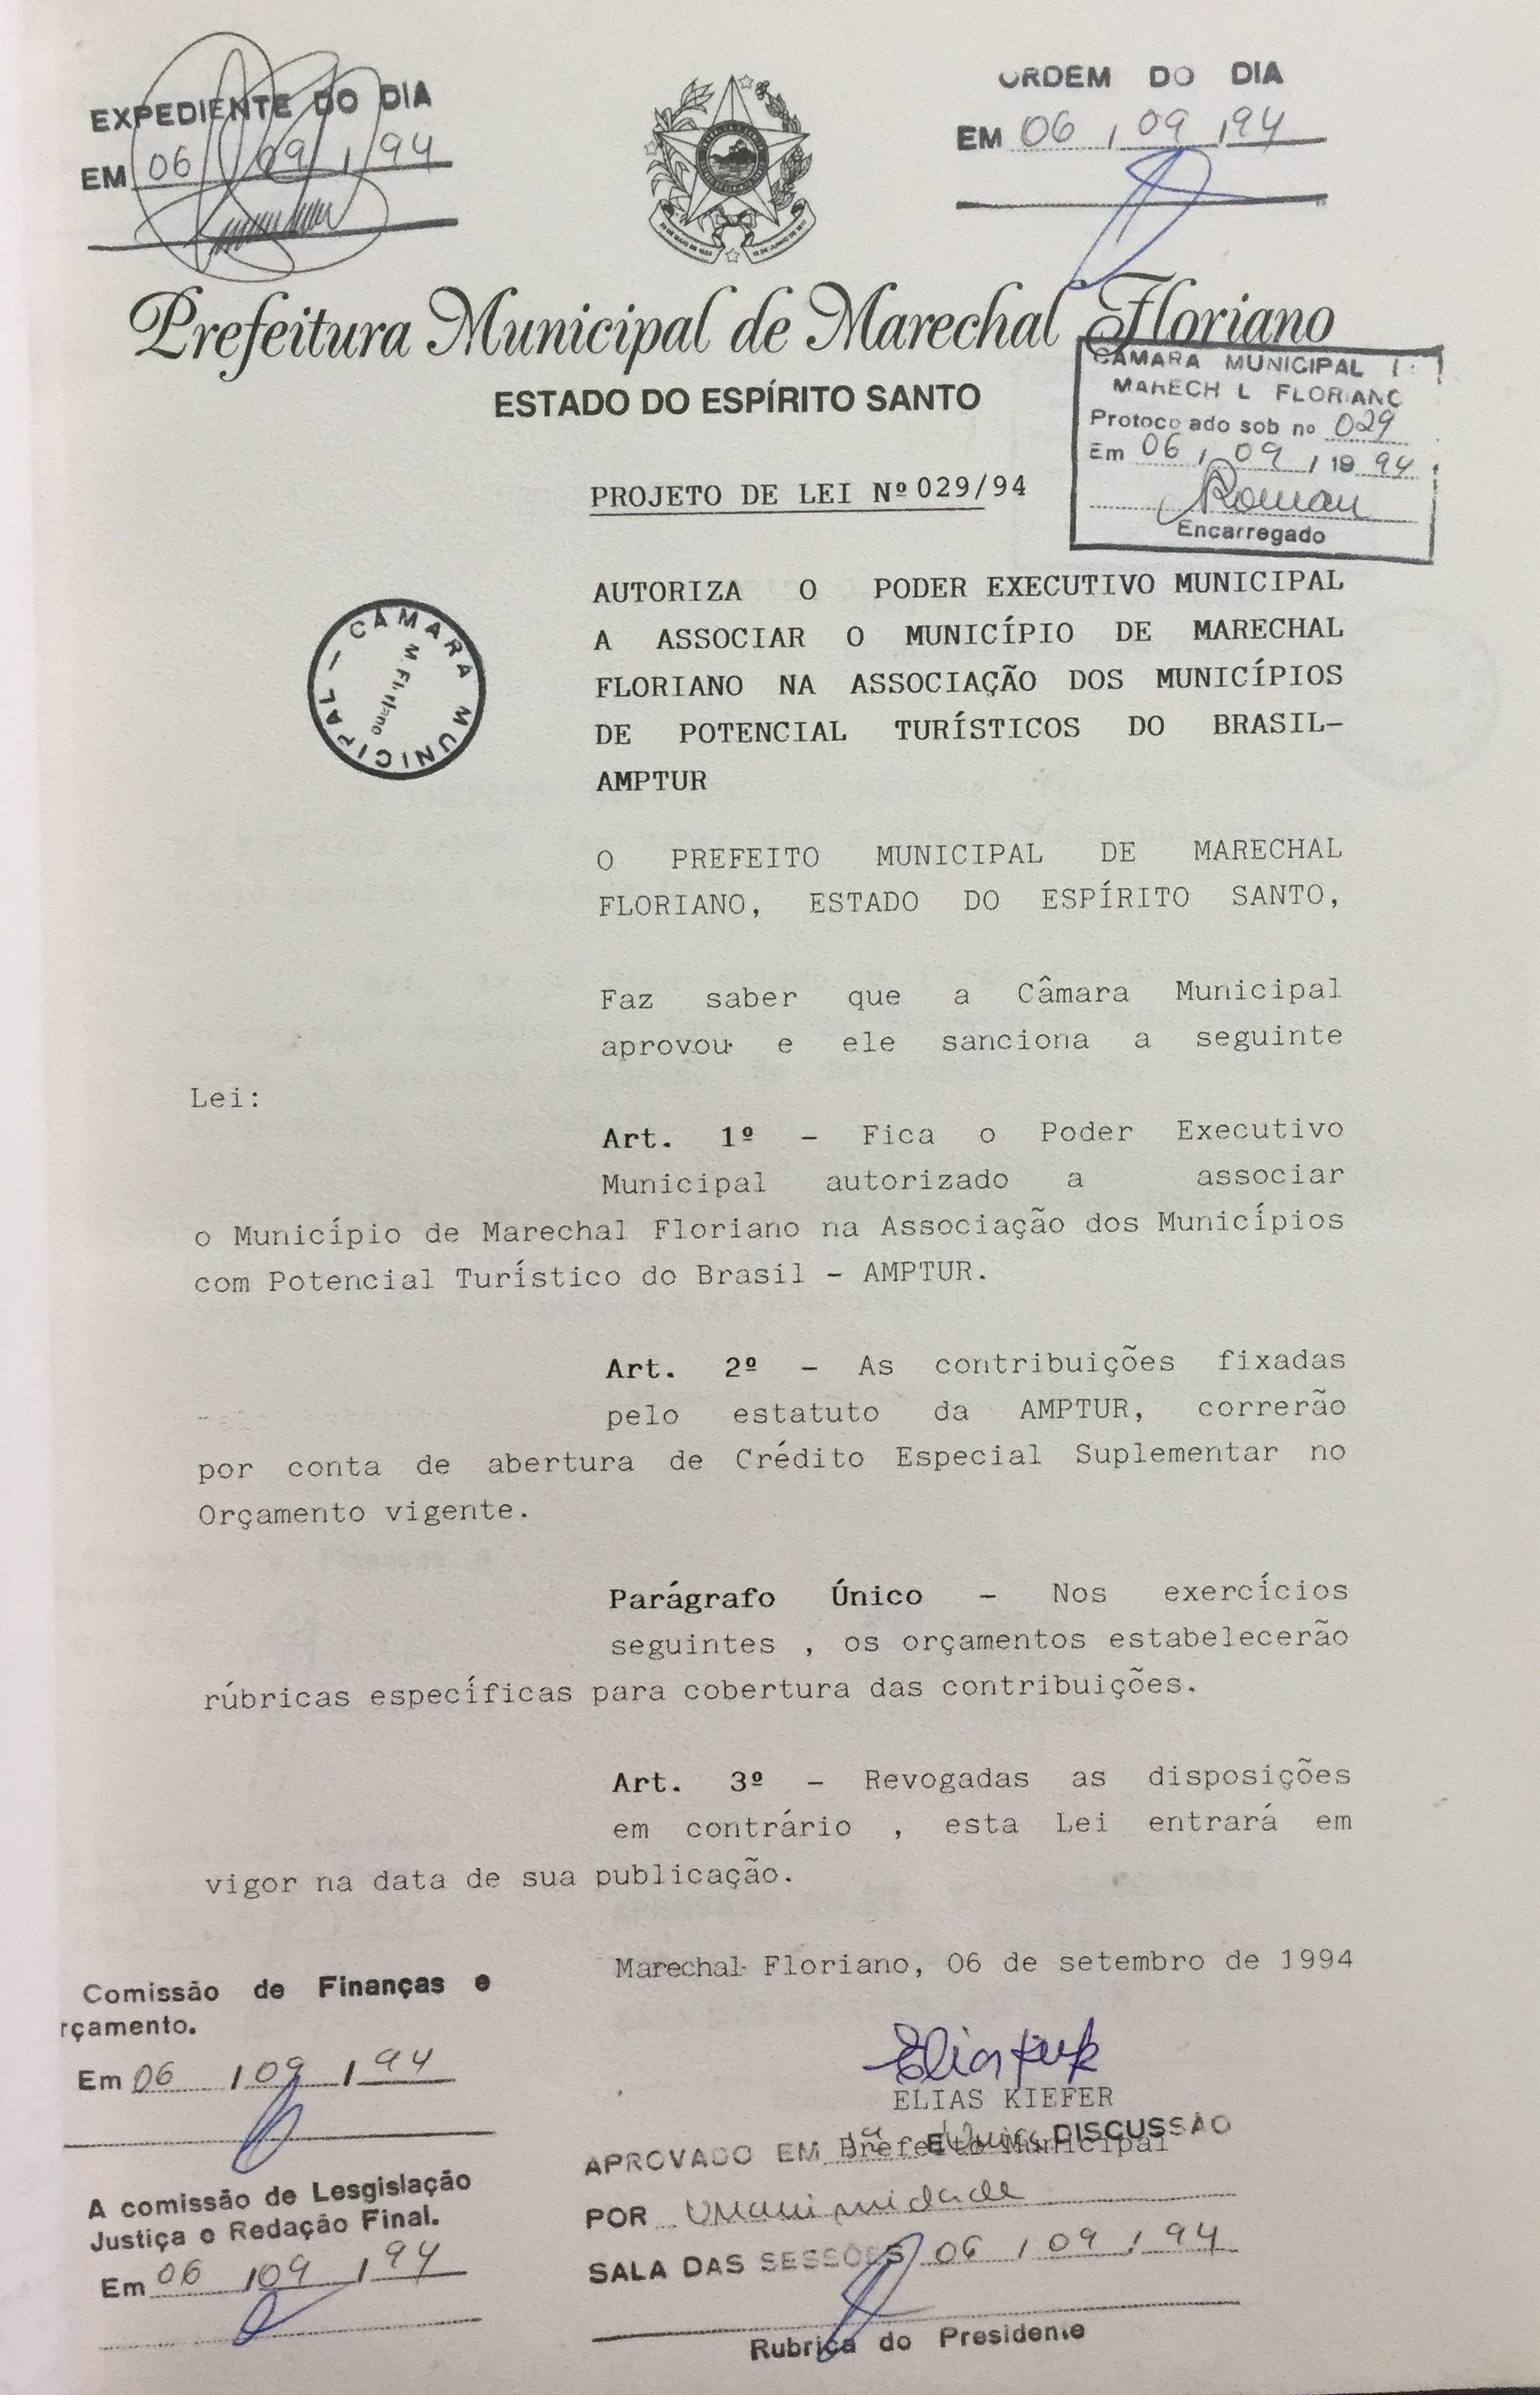 EXPEDIENTE DO DIA
EM 06 / 09 / 94
ORDEM DO DIA
EM 06 / 09 / 94
Prefeitura Municipal de Marechal Floriano
ESTADO DO ESPÍRITO SANTO
CÂMARA MUNICIPAL
MARECH L FLORIANO
Protoco ado sob nº 029
Em 06 / 09 / 19 94
Roman
Encarregado
PROJETO DE LEI Nº 029/94
CÂMARA MUNICIPAL —
M. Floriano
AUTORIZA O PODER EXECUTIVO MUNICIPAL
A ASSOCIAR O MUNICÍPIO DE MARECHAL
FLORIANO NA ASSOCIAÇÃO DOS MUNICÍPIOS
DE POTENCIAL TURÍSTICOS DO BRASIL-
AMPTUR
O PREFEITO MUNICIPAL DE MARECHAL
FLORIANO, ESTADO DO ESPÍRITO SANTO,
Faz saber que a Câmara Municipal
aprovou e ele sanciona a seguinte
Lei:
Art. 1º - Fica o Poder Executivo
Municipal autorizado a associar
o Município de Marechal Floriano na Associação dos Municípios
com Potencial Turístico do Brasil - AMPTUR.
Art. 2º - As contribuições fixadas
pelo estatuto da AMPTUR, correrão
por conta de abertura de Crédito Especial Suplementar no
Orçamento vigente.
Parágrafo Único - Nos exercícios
seguintes , os orçamentos estabelecerão
rúbricas específicas para cobertura das contribuições.
Art. 3º - Revogadas as disposições
em contrário , esta Lei entrará em
vigor na data de sua publicação.
Marechal Floriano, 06 de setembro de 1994
Elias Kiefer
ELIAS KIEFER
Prefeito Municipal
Comissão de Finanças e
rçamento.
Em 06 / 09 / 94
A comissão de Lesgislação
Justiça e Redação Final.
Em 06 / 09 / 94
APROVADO EM 1ª E Única DISCUSSÃO
POR Unanimidade
SALA DAS SESSÕES 06 / 09 / 94
Rubrica do Presidente